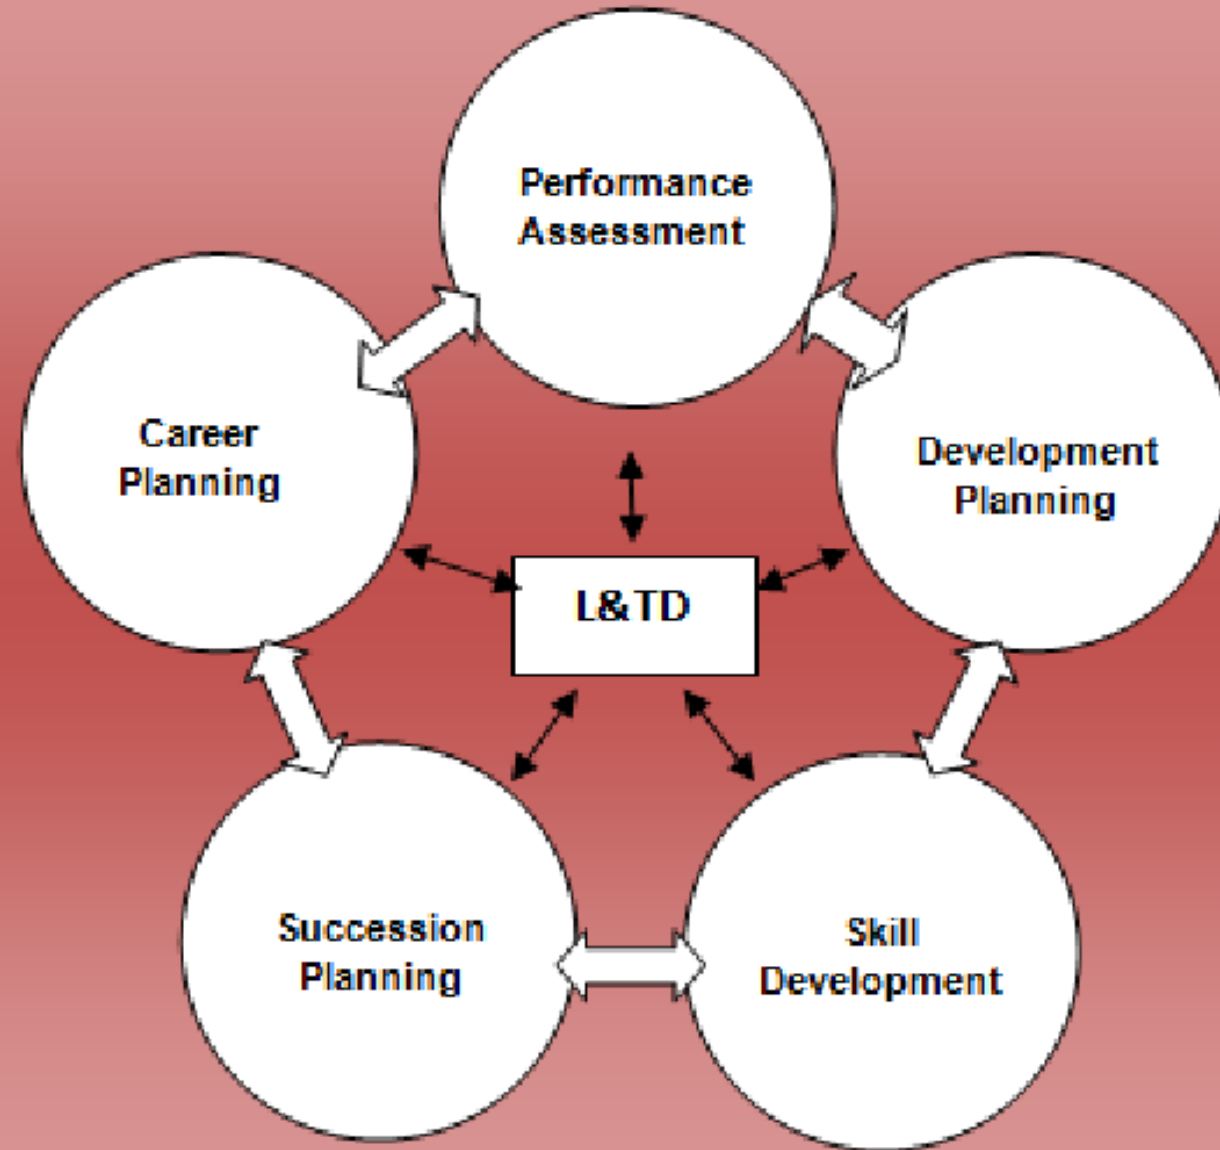 Performance
Assessment
Career
Planning
Development
Planning
L&TD
Succession
Planning
Skill
Development